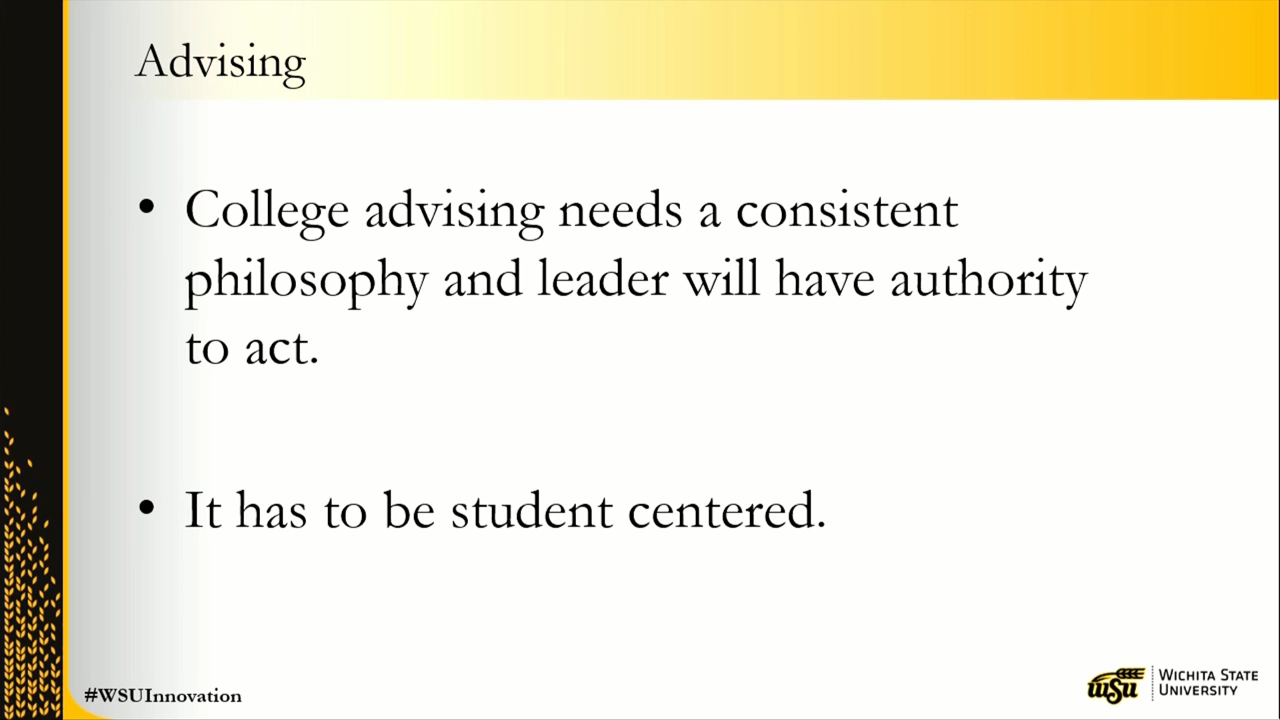 Advising
• College advising needs a consistent
philosophy and leader will have authority
to act.
• It has to be student centered.
#WSUInnovation
WSU
WICHITA STATE
UNIVERSITY